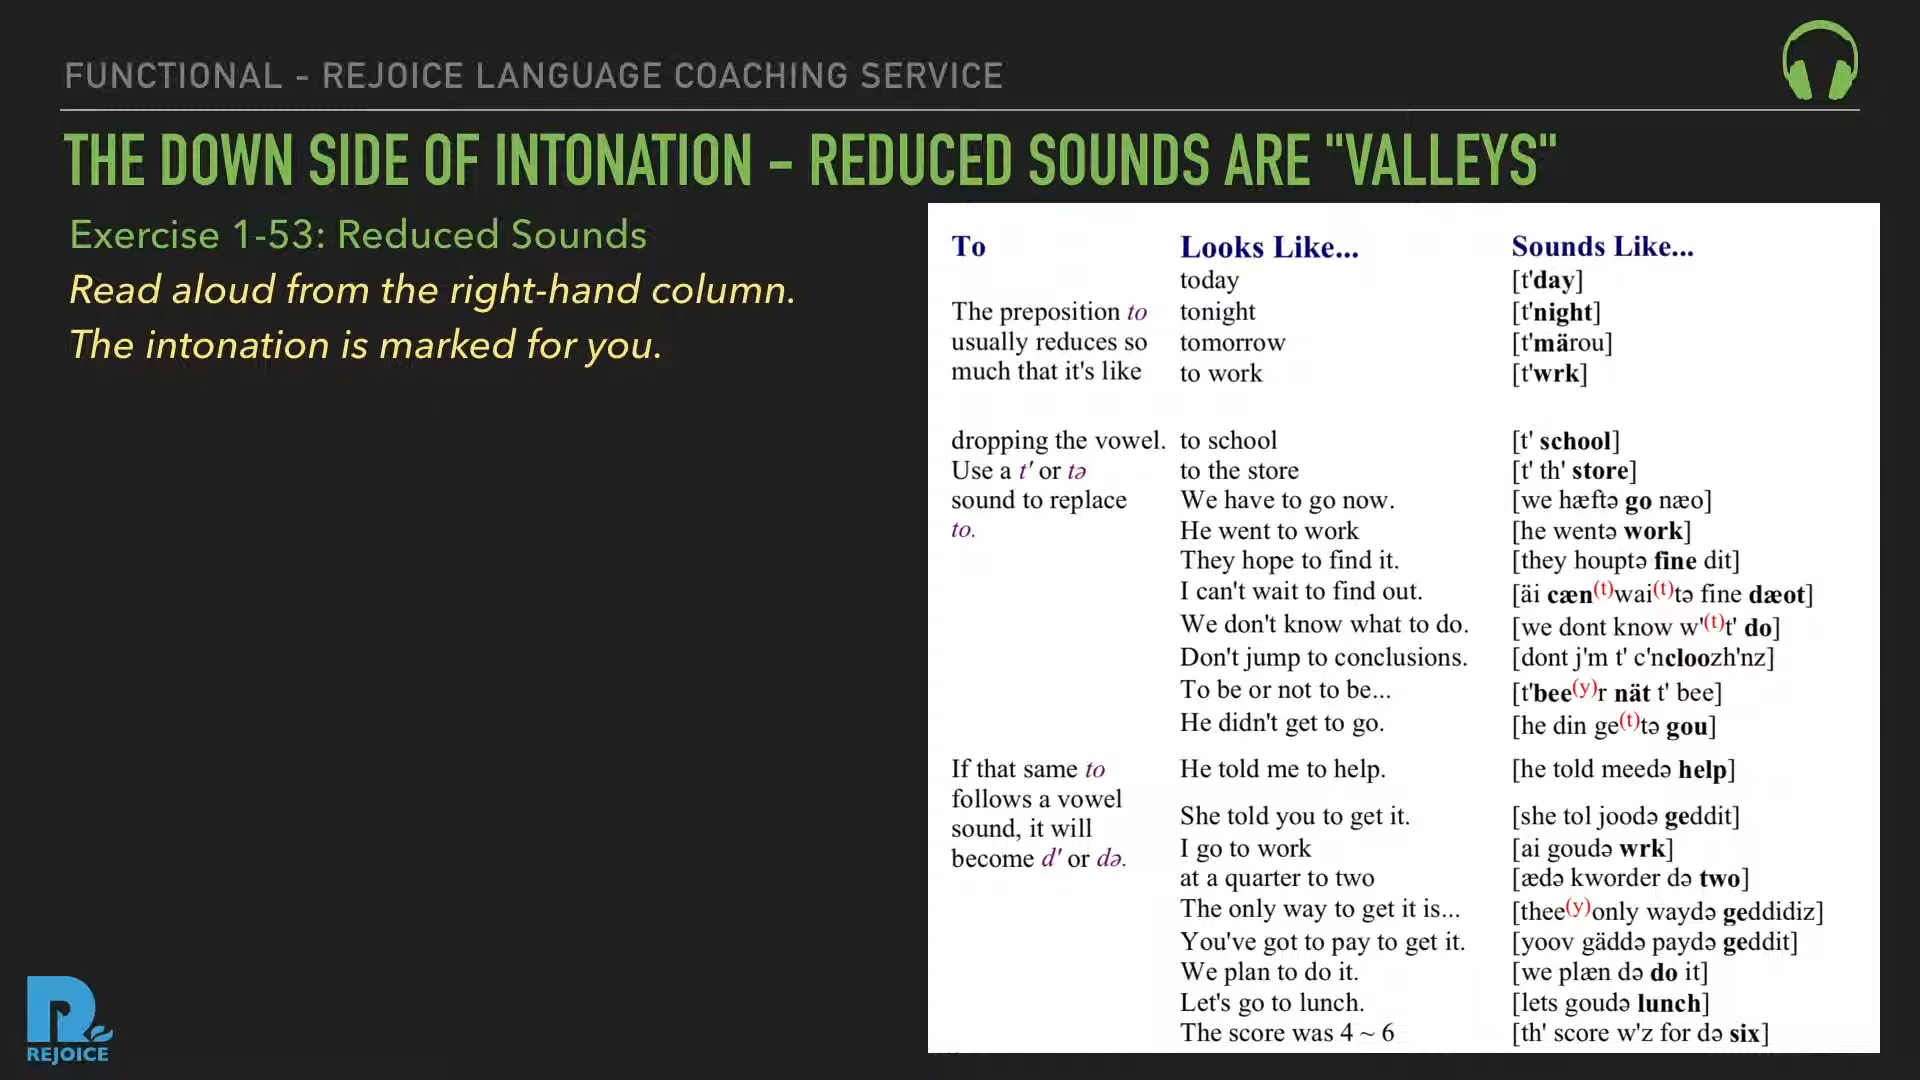 FUNCTIONAL - REJOICE LANGUAGE COACHING SERVICE
THE DOWN SIDE OF INTONATION - REDUCED SOUNDS ARE "VALLEYS"
Exercise 1-53: Reduced Sounds
Read aloud from the right-hand column.
The intonation is marked for you.
To Looks Like... Sounds Like...
today [t'day]
The preposition to tonight [t'night]
usually reduces so tomorrow [t'märou]
much that it's like to work [t'wrk]
dropping the vowel. to school [t' school]
Use a t' or tə to the store [t' th' store]
sound to replace We have to go now. [we hæftə go næo]
to. He went to work [he wentə work]
They hope to find it. [they houptə fine dit]
I can't wait to find out. [äi cæn(t)wai(t)tə fine dæot]
We don't know what to do. [we dont know w'(t)t' do]
Don't jump to conclusions. [dont j'm t' c'ncloozh'nz]
To be or not to be... [t'bee(y)r nät t' bee]
He didn't get to go. [he din ge(t)tə gou]
If that same to He told me to help. [he told meedə help]
follows a vowel
sound, it will She told you to get it. [she tol joodə geddit]
become d' or də. I go to work [ai goudə wrk]
at a quarter to two [ædə kworder də two]
The only way to get it is... [thee(y)only waydə geddidiz]
You've got to pay to get it. [yoov gäddə paydə geddit]
We plan to do it. [we plæn də do it]
Let's go to lunch. [lets goudə lunch]
The score was 4 ~ 6 [th' score w'z for də six]
REJOICE